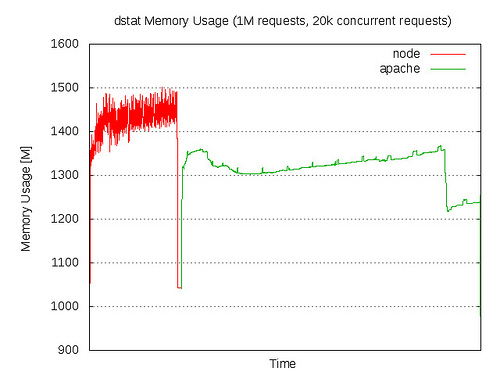 dstat Memory Usage (1M requests, 20k concurrent requests)
1600
node
apache
1500
1400
1300
1200
1100
1000
900
Memory Usage [M]
Time